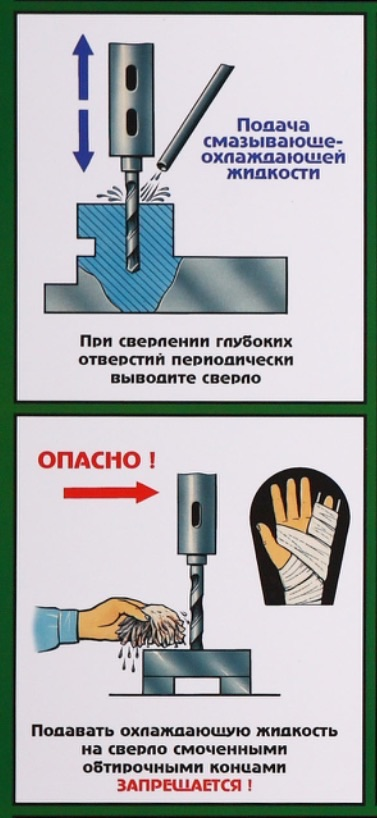 Подача
смазывающе-
охлаждающей
жидкости
При сверлении глубоких
отверстий периодически
выводите сверло
ОПАСНО !
Подавать охлаждающую жидкость
на сверло смоченными
обтирочными концами
ЗАПРЕЩАЕТСЯ !